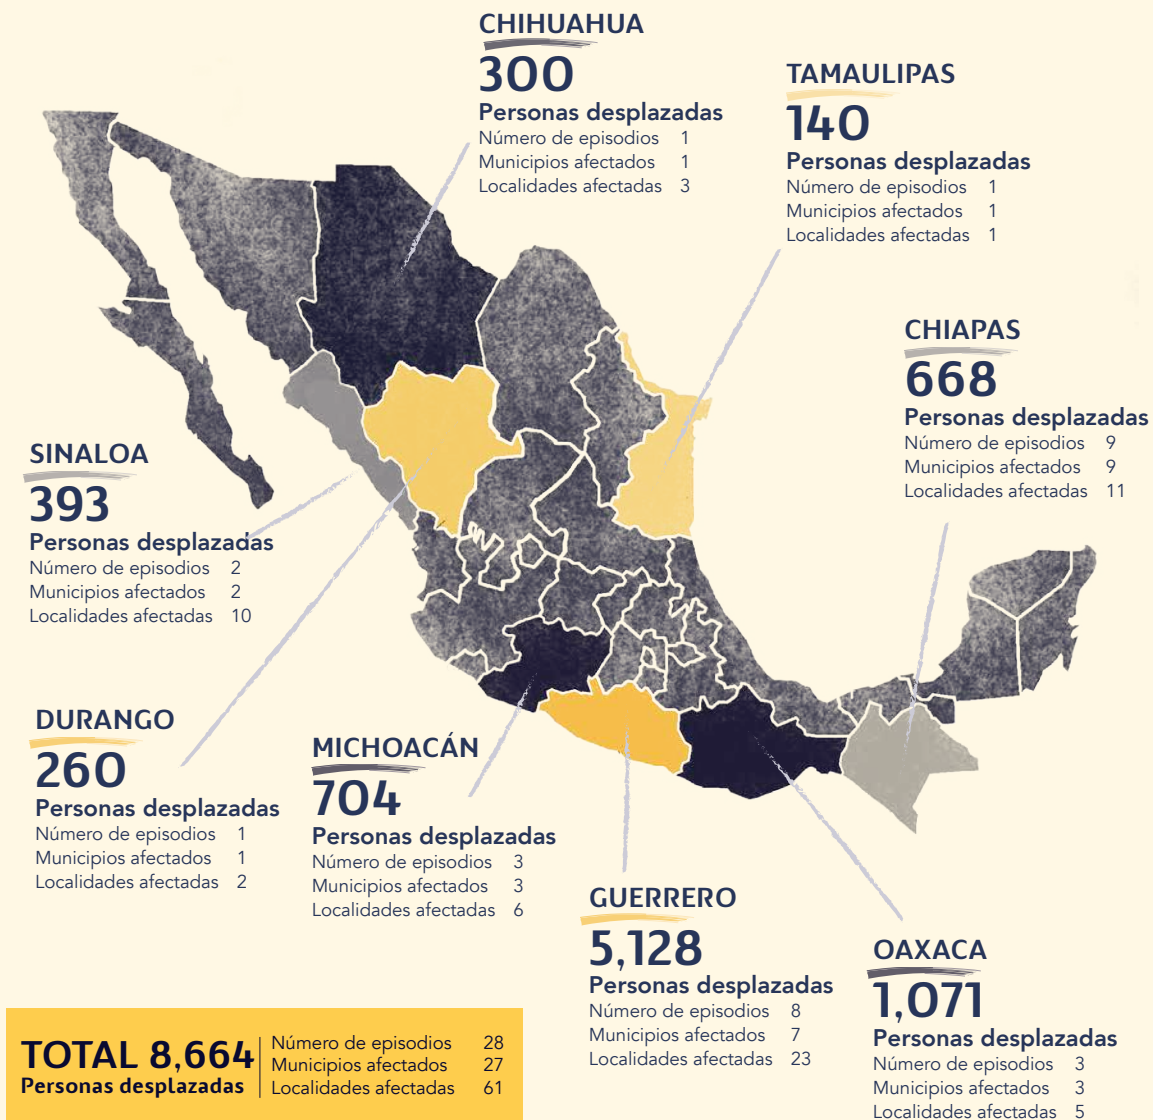 CHIHUAHUA
300
Personas desplazadas
Número de episodios 1
Municipios afectados 1
Localidades afectadas 3
TAMAULIPAS
140
Personas desplazadas
Número de episodios 1
Municipios afectados 1
Localidades afectadas 1
CHIAPAS
668
Personas desplazadas
Número de episodios 9
Municipios afectados 9
Localidades afectadas 11
SINALOA
393
Personas desplazadas
Número de episodios 2
Municipios afectados 2
Localidades afectadas 10
DURANGO
260
Personas desplazadas
Número de episodios 1
Municipios afectados 1
Localidades afectadas 2
MICHOACÁN
704
Personas desplazadas
Número de episodios 3
Municipios afectados 3
Localidades afectadas 6
GUERRERO
5,128
Personas desplazadas
Número de episodios 8
Municipios afectados 7
Localidades afectadas 23
OAXACA
1,071
Personas desplazadas
Número de episodios 3
Municipios afectados 3
Localidades afectadas 5
TOTAL 8,664
Personas desplazadas
Número de episodios 28
Municipios afectados 27
Localidades afectadas 61